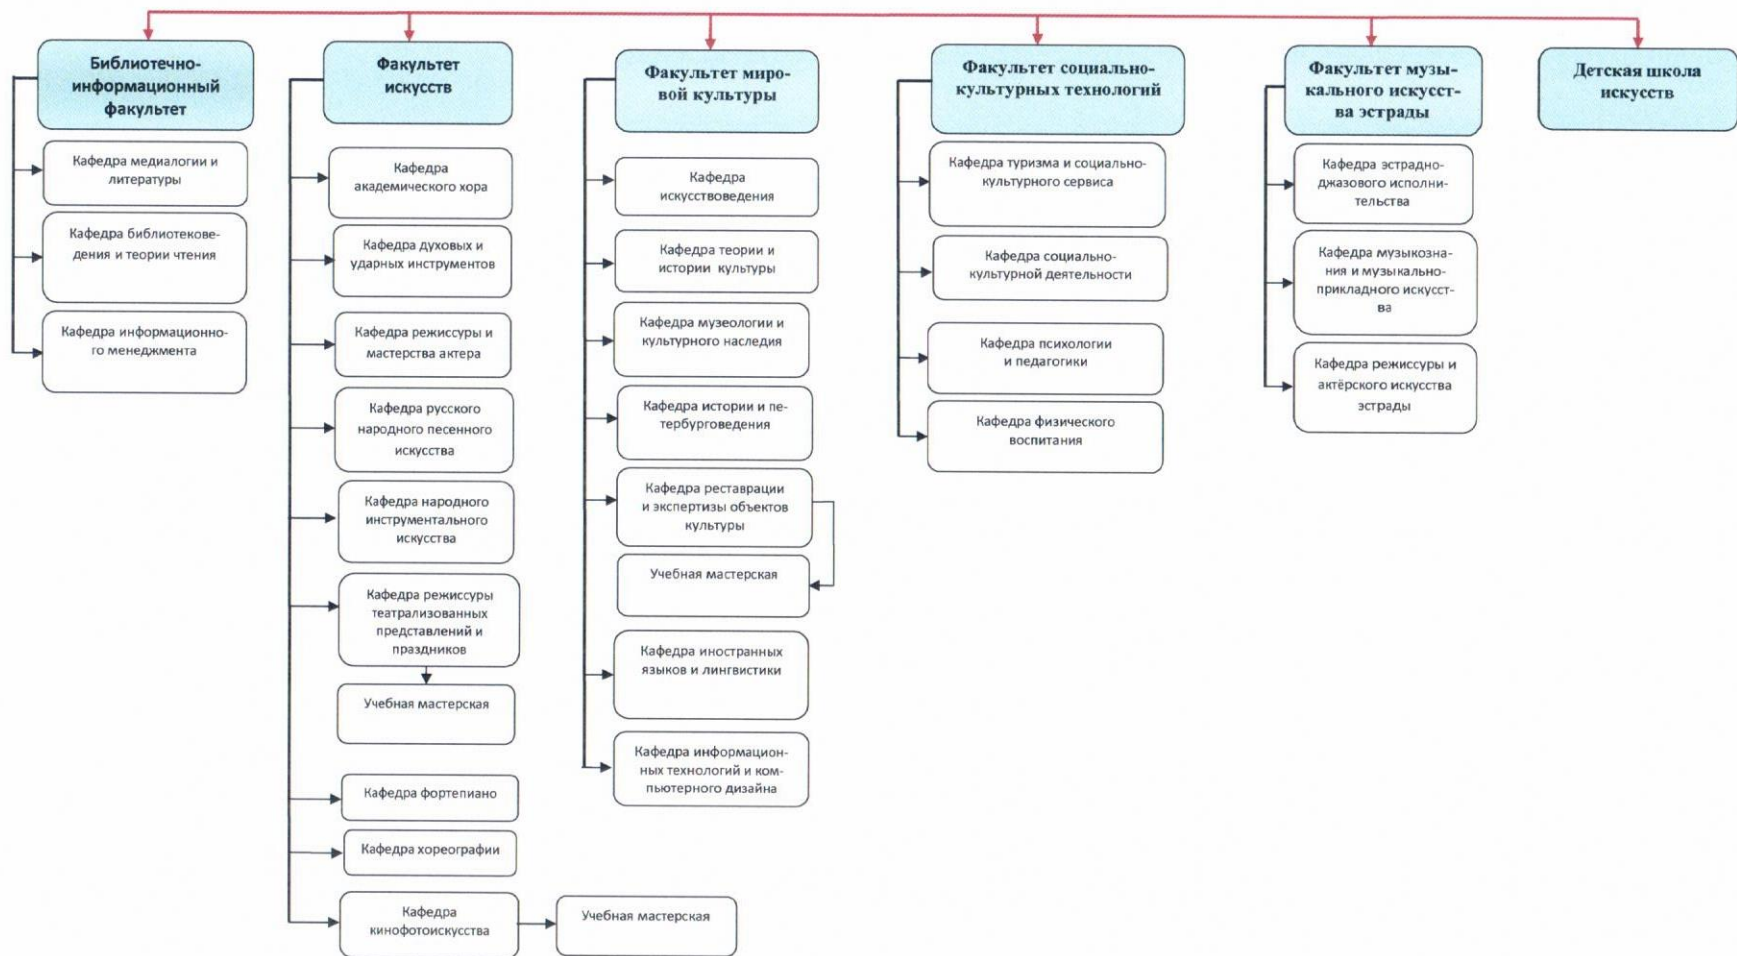 Библиотечно-
информационный
факультет
Кафедра медиалогии и
литературы
Кафедра библиотекове-
дения и теории чтения
Кафедра информационно-
го менеджмента
Факультет
искусств
Кафедра
академического хора
Кафедра духовых и
ударных инструментов
Кафедра режиссуры и
мастерства актера
Кафедра русского
народного песенного
искусства
Кафедра народного
инструментального
искусства
Кафедра режиссуры
театрализованных
представлений и
праздников
Учебная мастерская
Кафедра фортепиано
Кафедра хореографии
Кафедра
кинофотоискусства
Учебная мастерская
Факультет миро-
вой культуры
Кафедра
искусствоведения
Кафедра теории и
истории культуры
Кафедра музеологии и
культурного наследия
Кафедра истории и пе-
тербурговедения
Кафедра реставрации
и экспертизы объектов
культуры
Учебная мастерская
Кафедра иностранных
языков и лингвистики
Кафедра информацион-
ных технологий и ком-
пьютерного дизайна
Факультет социально-
культурных технологий
Кафедра туризма и социально-
культурного сервиса
Кафедра социально-
культурной деятельности
Кафедра психологии
и педагогики
Кафедра физического
воспитания
Факультет музы-
кального искусст-
ва эстрады
Кафедра эстрадно-
джазового исполни-
тельства
Кафедра музыкозна-
ния и музыкально-
прикладного искусст-
ва
Кафедра режиссуры и
актёрского искусства
эстрады
Детская школа
искусств